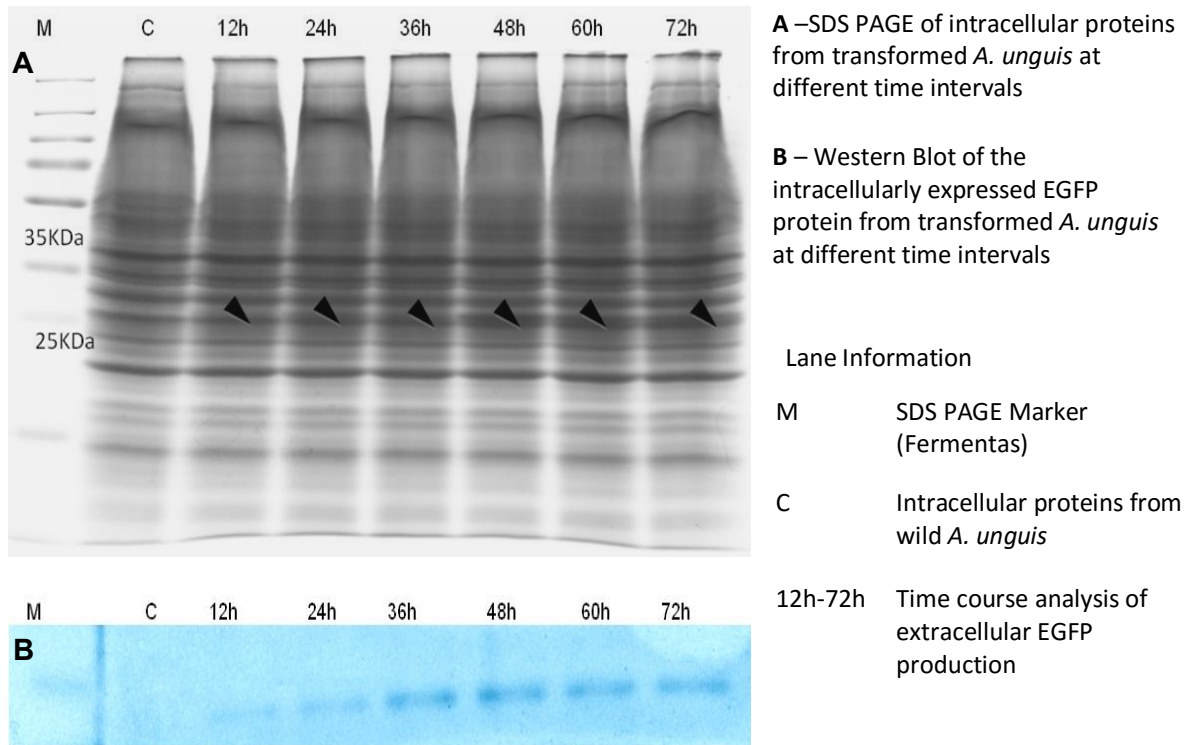 M C 12h 24h 36h 48h 60h 72h
A
35KDa
25KDa
M C 12h 24h 36h 48h 60h 72h
B
A –SDS PAGE of intracellular proteins
from transformed A. unguis at
different time intervals
B – Western Blot of the
intracellularly expressed EGFP
protein from transformed A. unguis
at different time intervals
Lane Information
M SDS PAGE Marker
(Fermentas)
C Intracellular proteins from
wild A. unguis
12h-72h Time course analysis of
extracellular EGFP
production